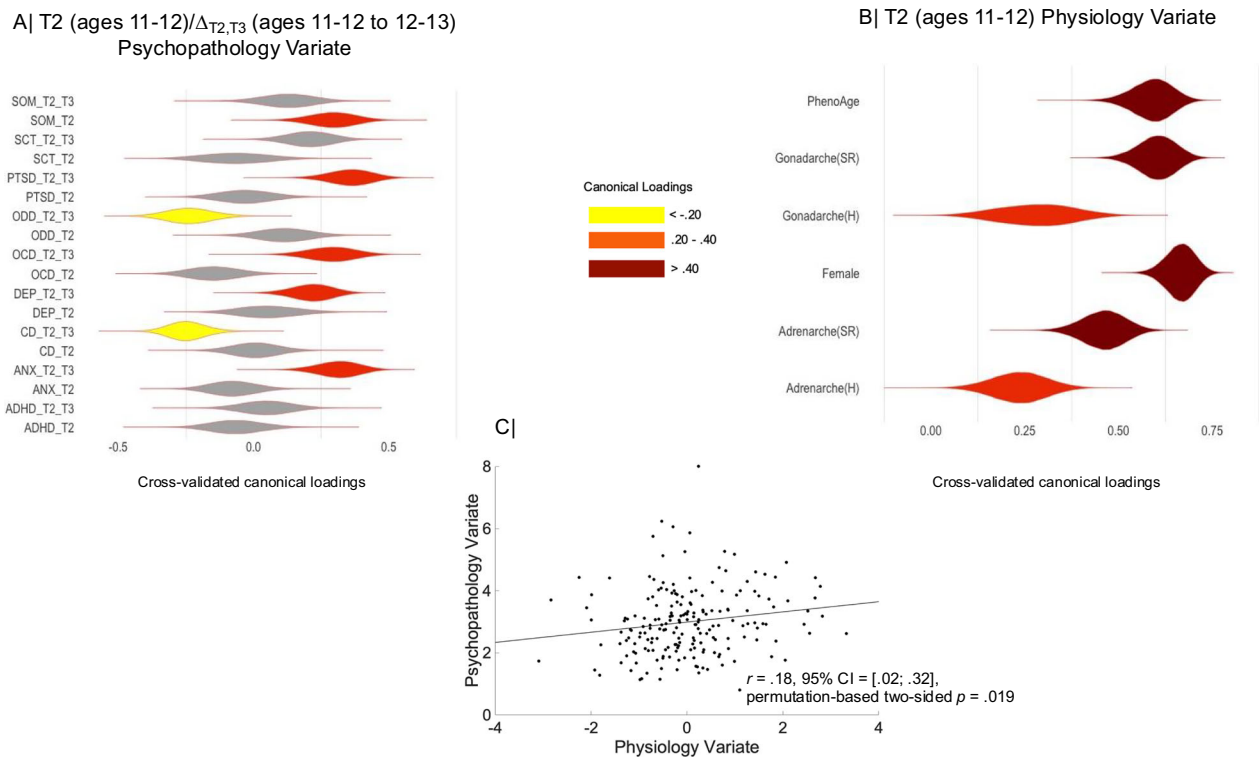 A| T2 (ages 11-12)/ΔT2,T3 (ages 11-12 to 12-13)
Psychopathology Variate
SOM_T2_T3
SOM_T2
SCT_T2_T3
SCT_T2
PTSD_T2_T3
PTSD_T2
ODD_T2_T3
ODD_T2
OCD_T2_T3
OCD_T2
DEP_T2_T3
DEP_T2
CD_T2_T3
CD_T2
ANX_T2_T3
ANX_T2
ADHD_T2_T3
ADHD_T2
-0.5
0.0
0.5
Cross-validated canonical loadings
Canonical Loadings
< -.20
.20 - .40
> .40
B| T2 (ages 11-12) Physiology Variate
PhenoAge
Gonadarche(SR)
Gonadarche(H)
Female
Adrenarche(SR)
Adrenarche(H)
0.00
0.25
0.50
0.75
Cross-validated canonical loadings
C|
Psychopathology Variate
8
6
4
2
0
-4
-2
0
2
4
Physiology Variate
r = .18, 95% CI = [.02; .32],
permutation-based two-sided p = .019